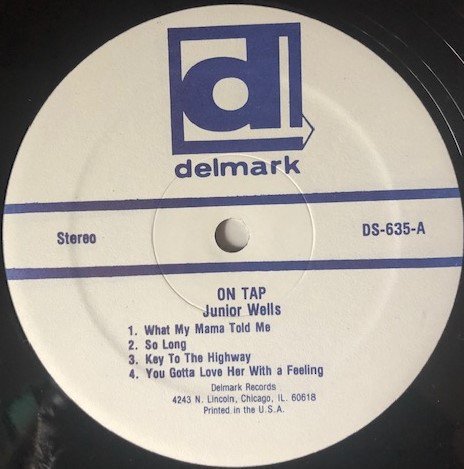 d
delmark
Stereo
DS-635-A
ON TAP
Junior Wells
1. What My Mama Told Me
2. So Long
3. Key To The Highway
4. You Gotta Love Her With a Feeling
Delmark Records
4243 N. Lincoln, Chicago, IL. 60618
Printed in the U.S.A.